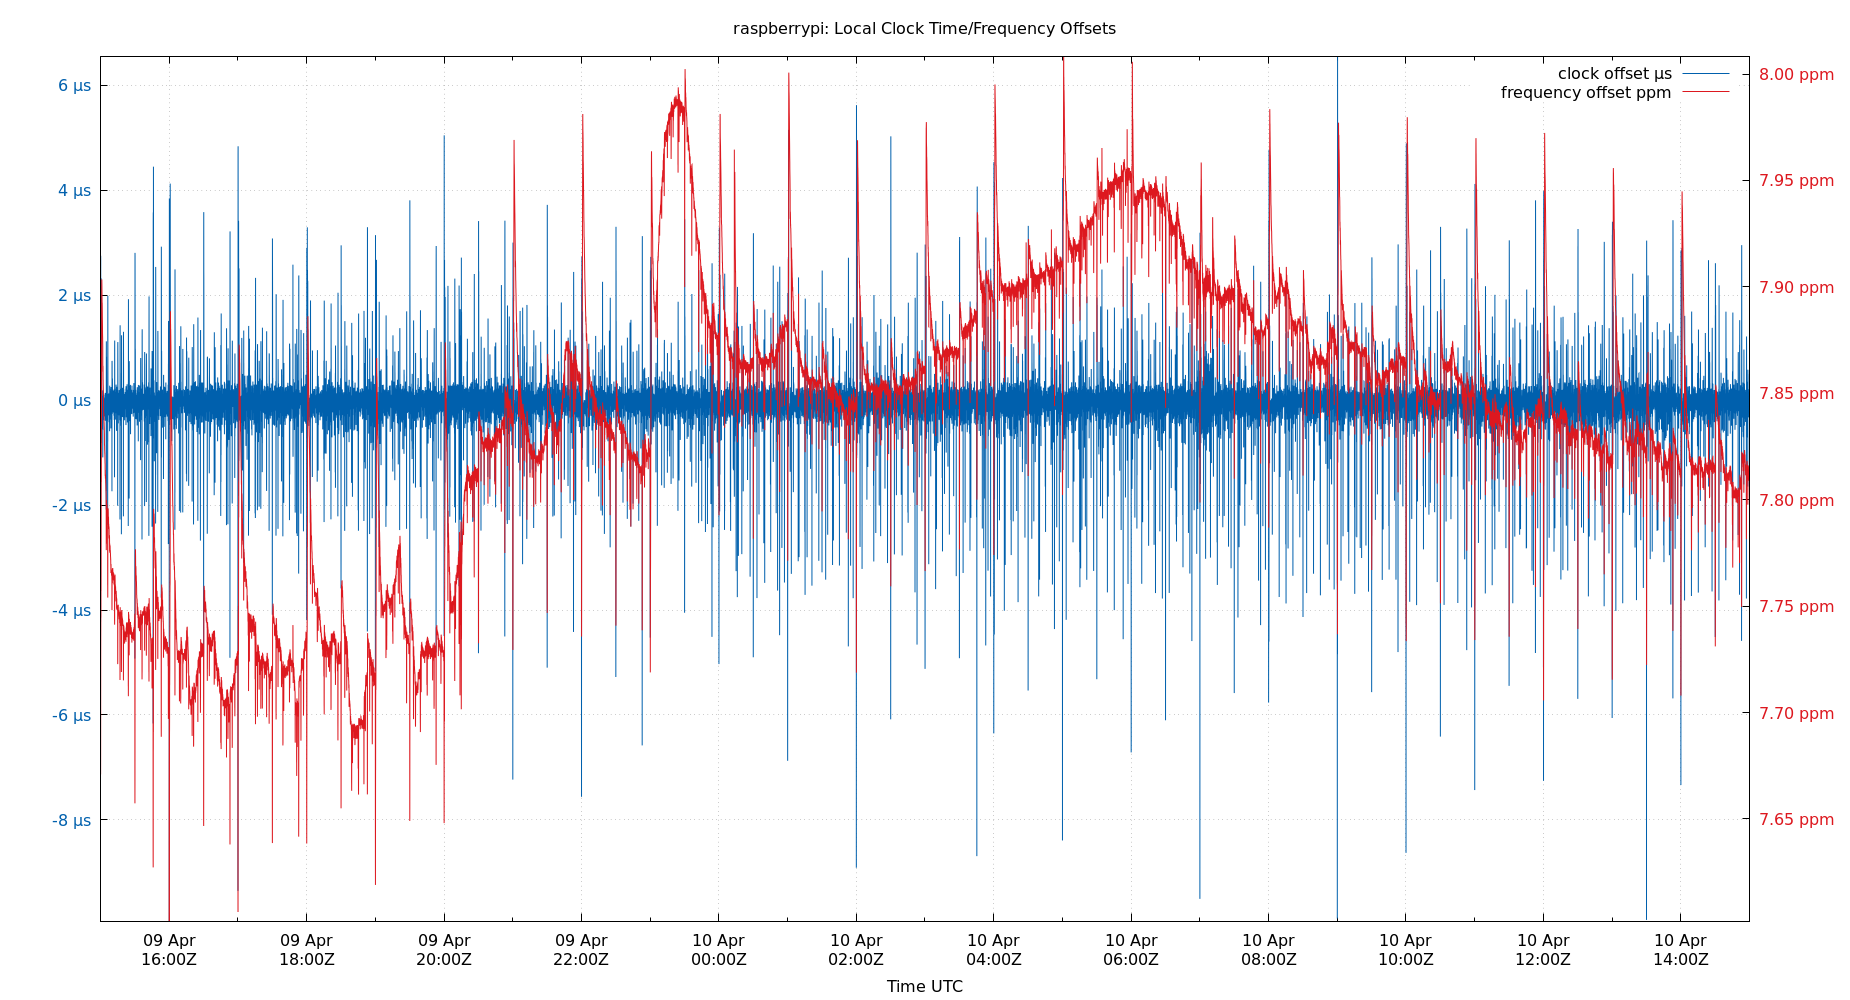 raspberrypi: Local Clock Time/Frequency Offsets
clock offset µs
frequency offset ppm
6 µs
4 µs
2 µs
0 µs
-2 µs
-4 µs
-6 µs
-8 µs
8.00 ppm
7.95 ppm
7.90 ppm
7.85 ppm
7.80 ppm
7.75 ppm
7.70 ppm
7.65 ppm
09 Apr
16:00Z
09 Apr
18:00Z
09 Apr
20:00Z
09 Apr
22:00Z
10 Apr
00:00Z
10 Apr
02:00Z
10 Apr
04:00Z
10 Apr
06:00Z
10 Apr
08:00Z
10 Apr
10:00Z
10 Apr
12:00Z
10 Apr
14:00Z
Time UTC